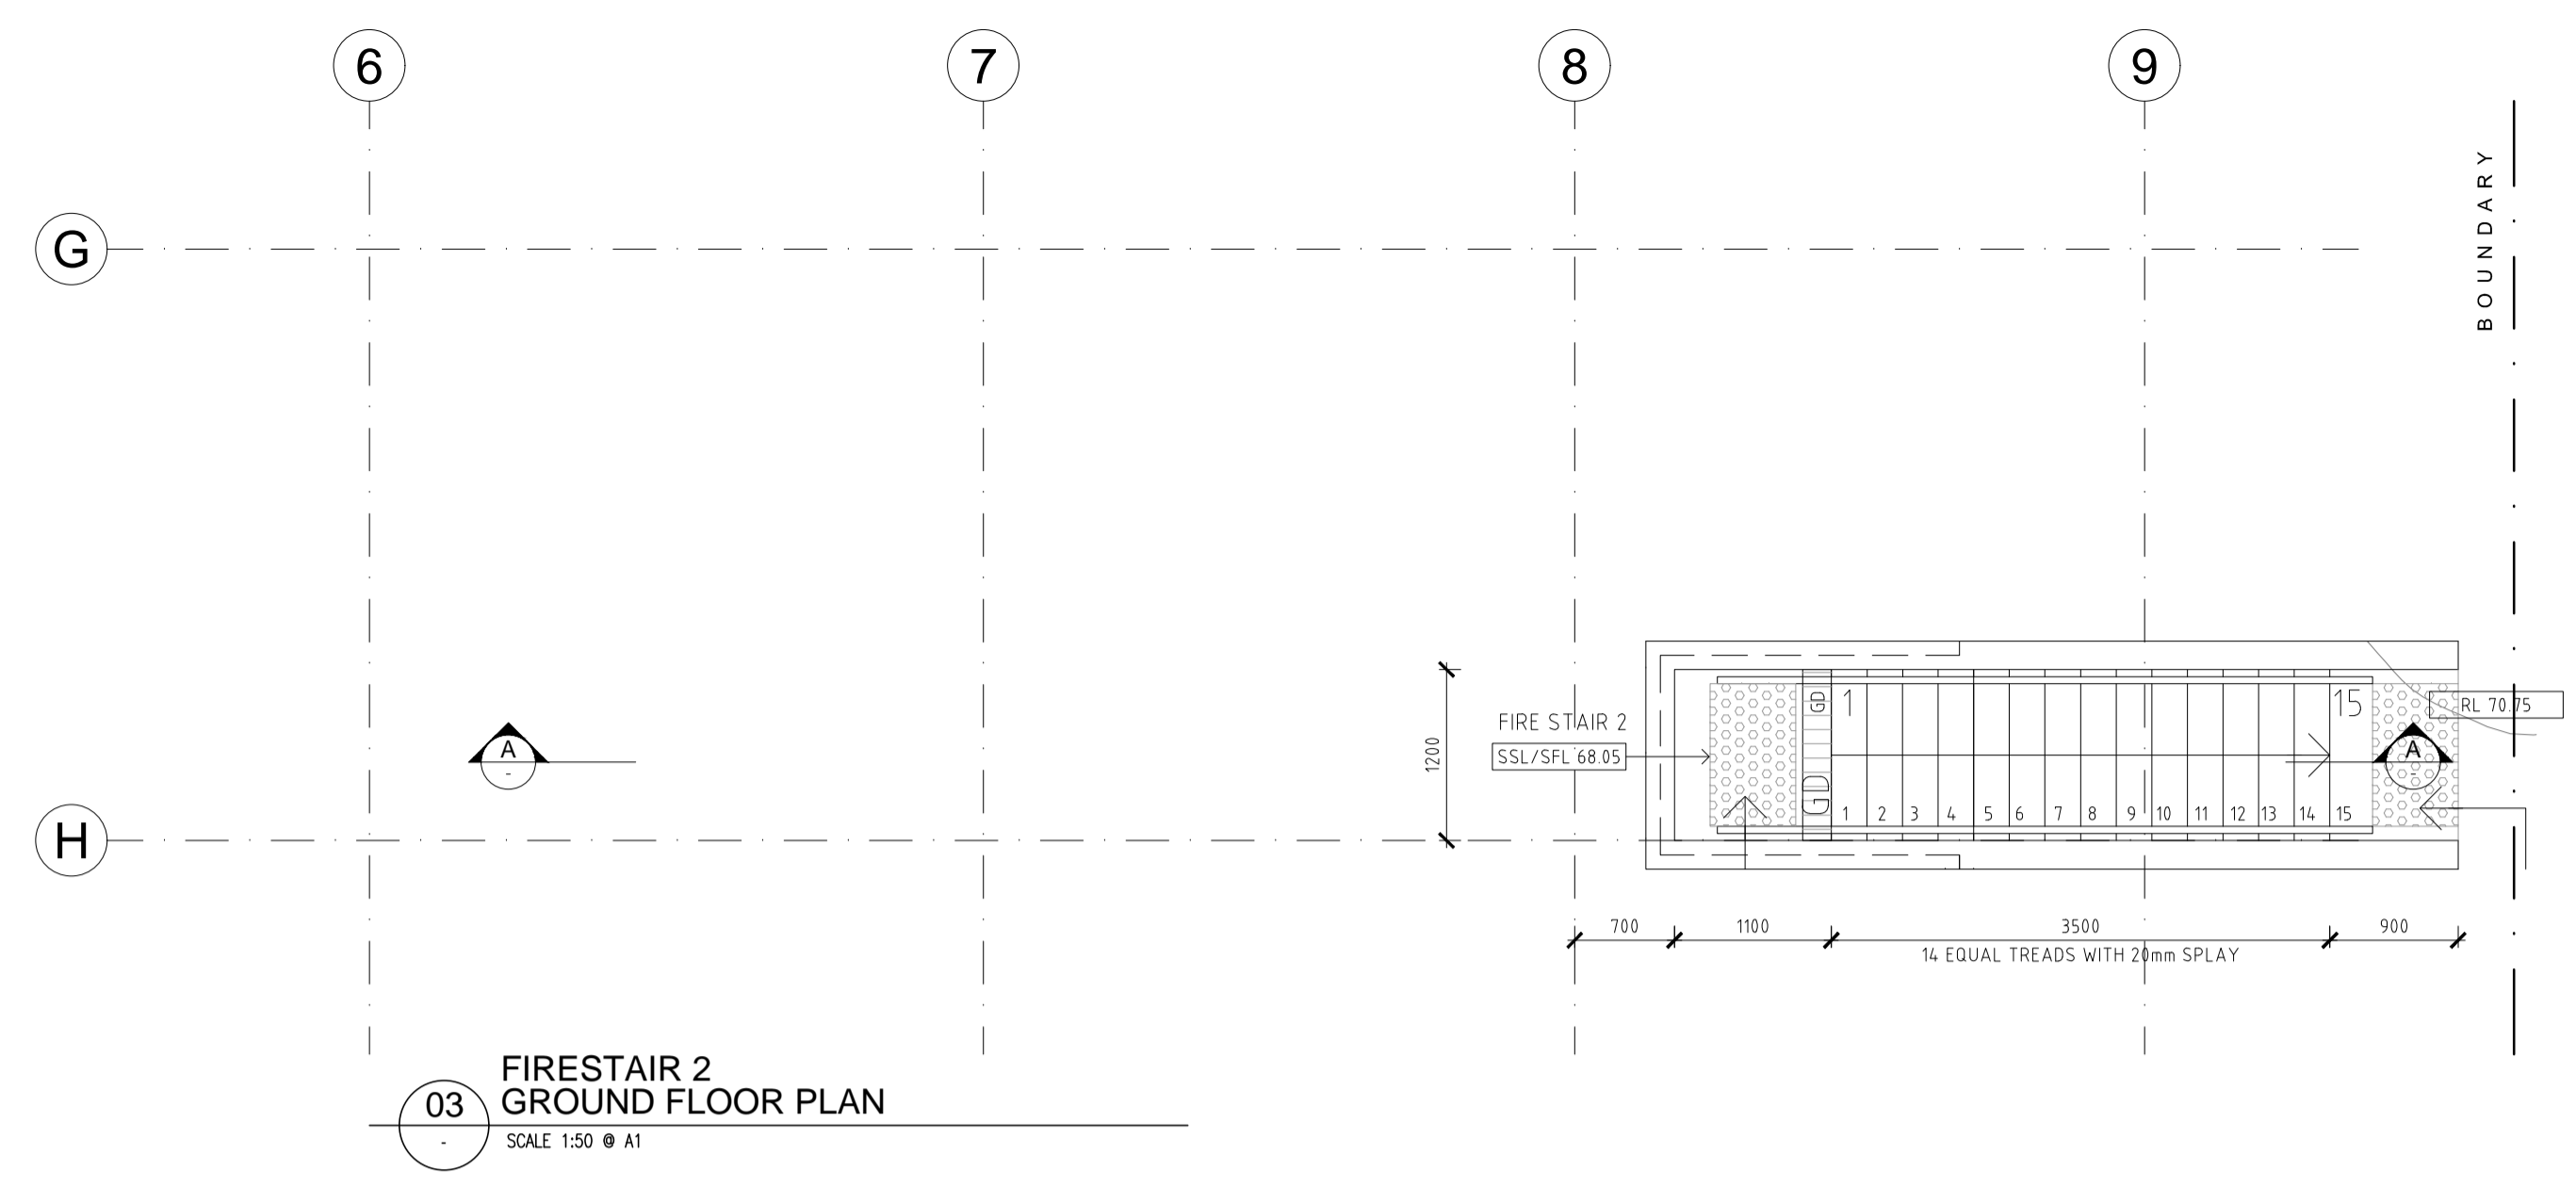 6
7
8
9
BOUNDARY
G
1
15
GD
RL 70.75
FIRE STAIR 2
A
-
A
-
1200
SSL/SFL 68.05
GD
1 2 3 4 5 6 7 8 9 10 11 12 13 14 15
H
700
1100
3500
900
14 EQUAL TREADS WITH 20mm SPLAY
FIRESTAIR 2
03
GROUND FLOOR PLAN
-
SCALE 1:50 @ A1